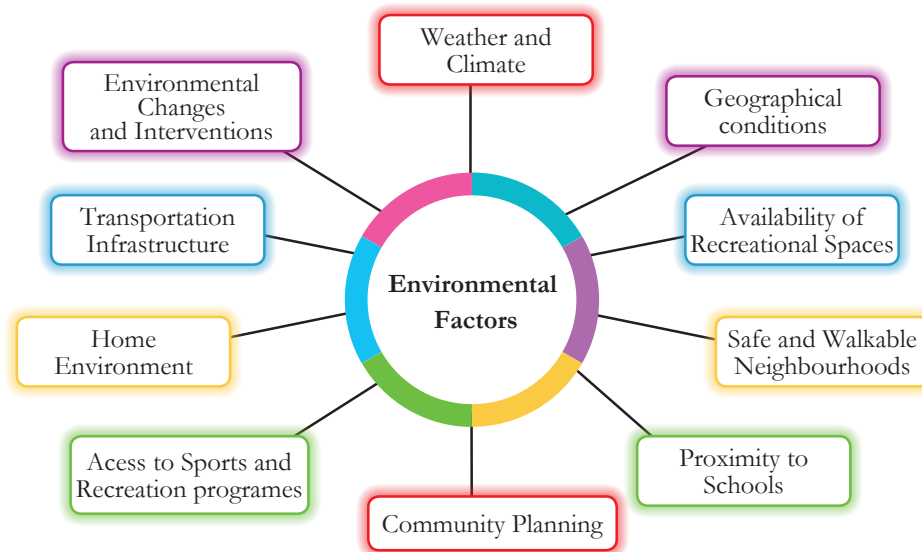 Weather and
Climate
Geographical
conditions
Availability of
Recreational Spaces
Safe and Walkable
Neighbourhoods
Proximity to
Schools
Community Planning
Acess to Sports and
Recreation programes
Home
Environment
Transportation
Infrastructure
Environmental
Changes
and Interventions
Environmental
Factors